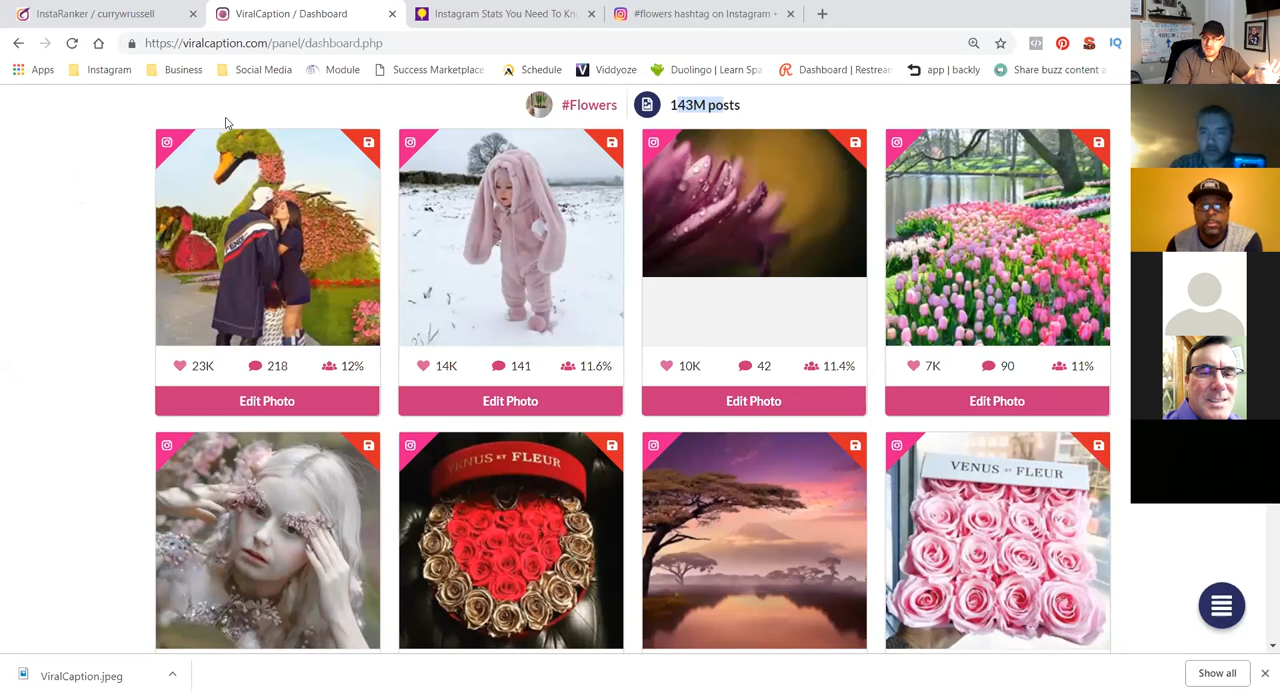 InstaRanker / currywrussell
ViralCaption / Dashboard
Instagram Stats You Need To Kn
#flowers hashtag on Instagram •
https://viralcaption.com/panel/dashboard.php
IQ
Apps
Instagram
Business
Social Media
Module
Success Marketplace
Schedule
Viddyoze
Duolingo | Learn Spa
Dashboard | Restream
app | backly
Share buzz content a
#Flowers
143M posts
23K 218 12%
14K 141 11.6%
10K 42 11.4%
7K 90 11%
Edit Photo
Edit Photo
Edit Photo
Edit Photo
VENUS ET FLEUR
VENUS ET FLEUR
ViralCaption.jpeg
Show all